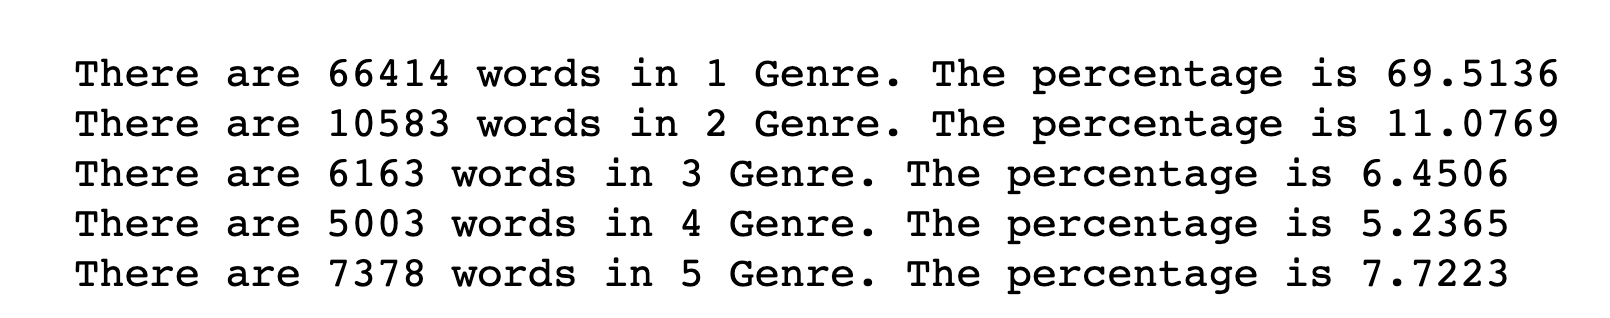 There are 66414 words in 1 Genre. The percentage is 69.5136
There are 10583 words in 2 Genre. The percentage is 11.0769
There are 6163 words in 3 Genre. The percentage is 6.4506
There are 5003 words in 4 Genre. The percentage is 5.2365
There are 7378 words in 5 Genre. The percentage is 7.7223